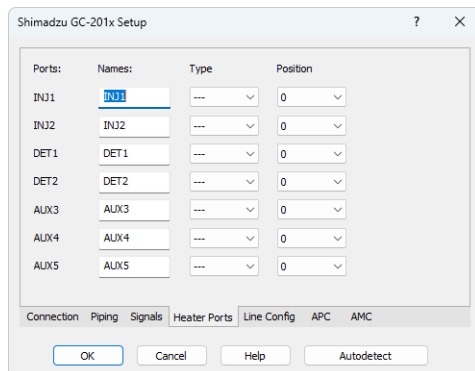 Shimadzu GC-201x Setup ? ×
Ports: Names: Type Position
INJ1 INJ1 --- 0
INJ2 INJ2 --- 0
DET1 DET1 --- 0
DET2 DET2 --- 0
AUX3 AUX3 --- 0
AUX4 AUX4 --- 0
AUX5 AUX5 --- 0
Connection Piping Signals Heater Ports Line Config APC AMC
OK Cancel Help Autodetect